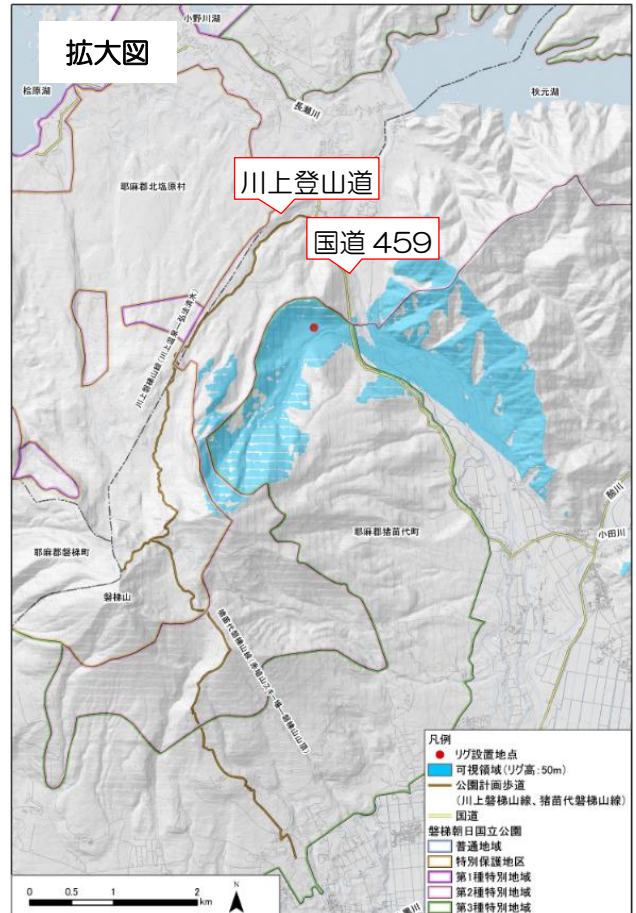 拡大図
小野川湖
桧原湖
長瀬川
秋元湖
耶麻郡北塩原村
川上登山道
国道 459
川上磐梯山線(川上温泉―弘法清水)
酸川
小田川
耶麻郡磐梯町
耶麻郡猪苗代町
磐梯山
猪苗代磐梯山線(赤埴山スキー場―磐梯山山頂)
凡例
リグ設置地点
可視領域(リグ高:50m)
公園計画歩道
(川上磐梯山線、猪苗代磐梯山線)
国道
磐梯朝日国立公園
普通地域
特別保護地区
第1種特別地域
第2種特別地域
第3種特別地域
0 0.5 1 2
km
N